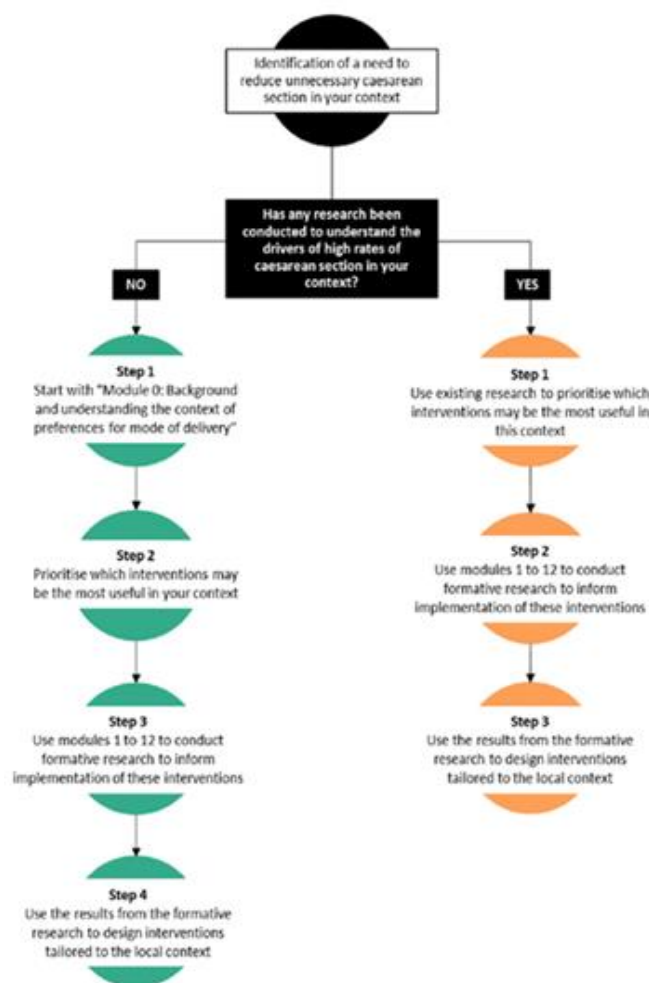 Identification of a need to
reduce unnecessary caesarean
section in your context
Has any research been
conducted to understand the
drivers of high rates of
caesarean section in your
context?
NO
YES
Step 1
Start with "Module 0: Background
and understanding the context of
preferences for mode of delivery"
Step 2
Prioritise which interventions may
be the most useful in your context
Step 3
Use modules 1 to 12 to conduct
formative research to inform
implementation of these interventions
Step 4
Use the results from the formative
research to design interventions
tailored to the local context
Step 1
Use existing research to prioritise which
interventions may be the most useful in
this context
Step 2
Use modules 1 to 12 to conduct
formative research to inform
implementation of these interventions
Step 3
Use the results from the formative
research to design interventions
tailored to the local context